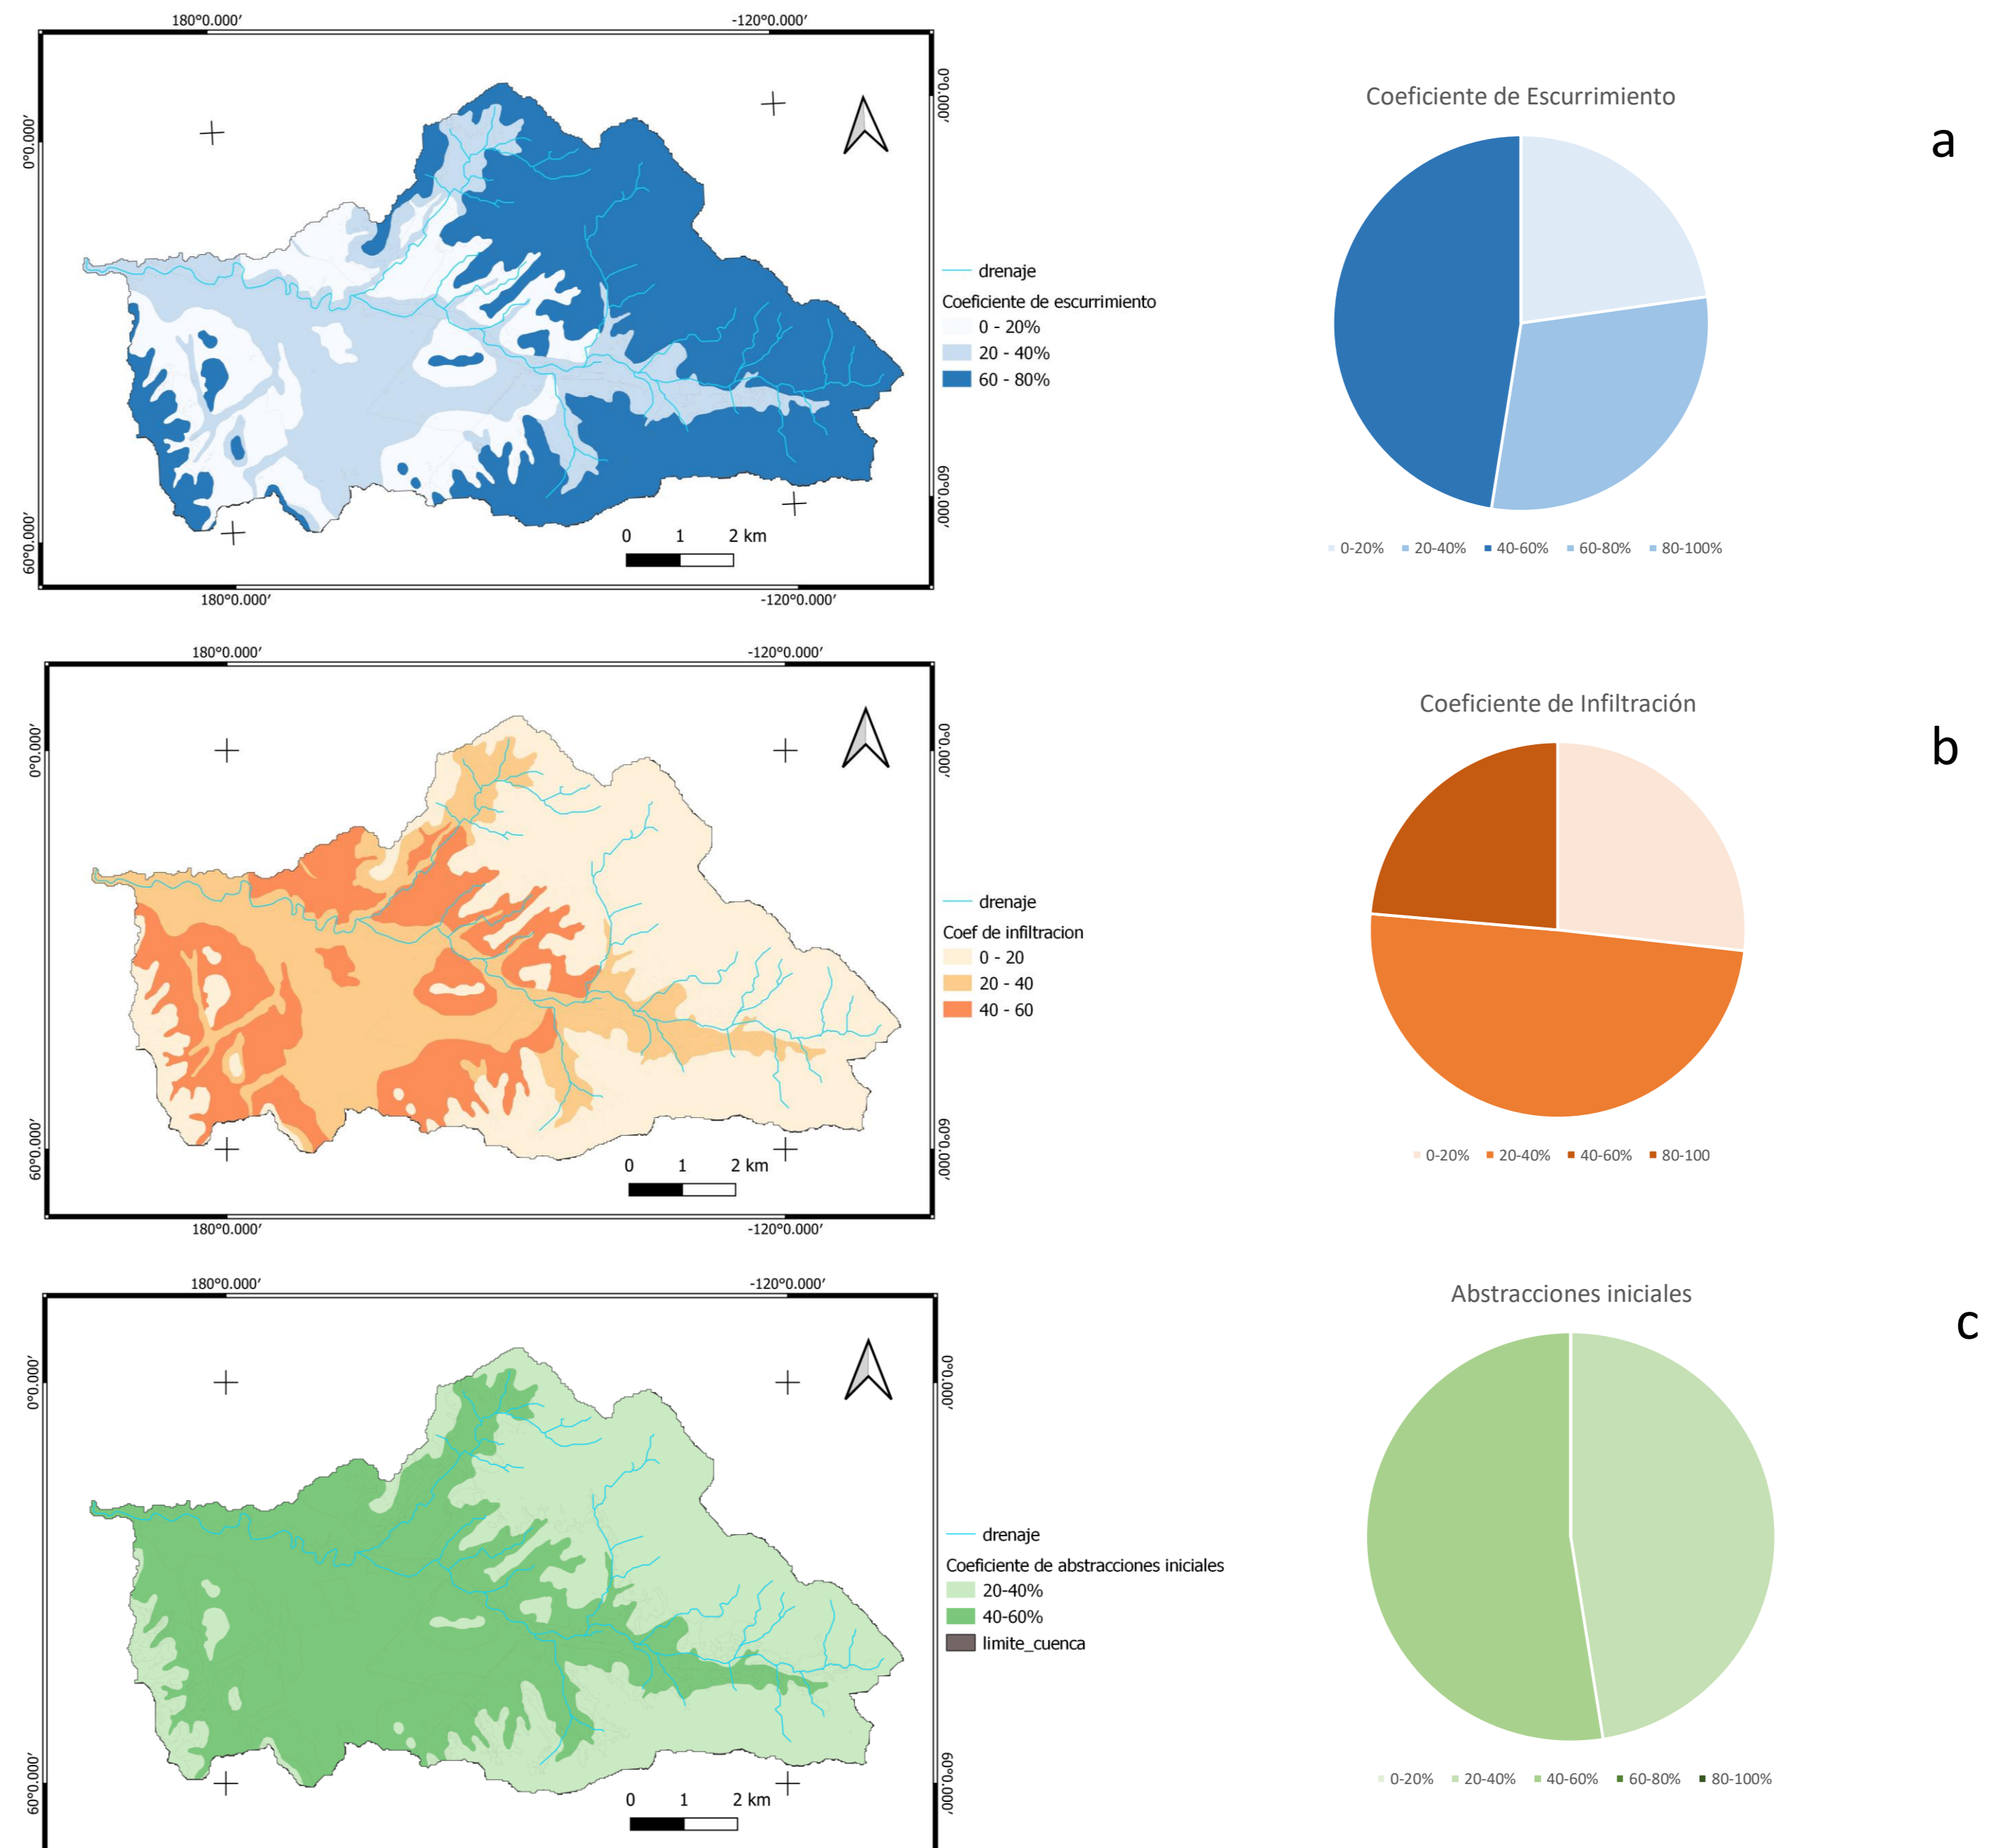 180°0.000′ -120°0.000′
0°0.000′
0°0.000′
60°0.000′
60°0.000′
180°0.000′ -120°0.000′
0 1 2 km
drenaje
Coeficiente de escurrimiento
0 - 20%
20 - 40%
60 - 80%
Coeficiente de Escurrimiento
0-20% 20-40% 40-60% 60-80% 80-100%
a
180°0.000′ -120°0.000′
0°0.000′
0°0.000′
60°0.000′
60°0.000′
180°0.000′ -120°0.000′
0 1 2 km
drenaje
Coef de infiltracion
0 - 20
20 - 40
40 - 60
Coeficiente de Infiltración
0-20% 20-40% 40-60% 80-100
b
180°0.000′ -120°0.000′
0°0.000′
0°0.000′
60°0.000′
60°0.000′
0 1 2 km
drenaje
Coeficiente de abstracciones iniciales
20-40%
40-60%
limite_cuenca
Abstracciones iniciales
0-20% 20-40% 40-60% 60-80% 80-100%
c